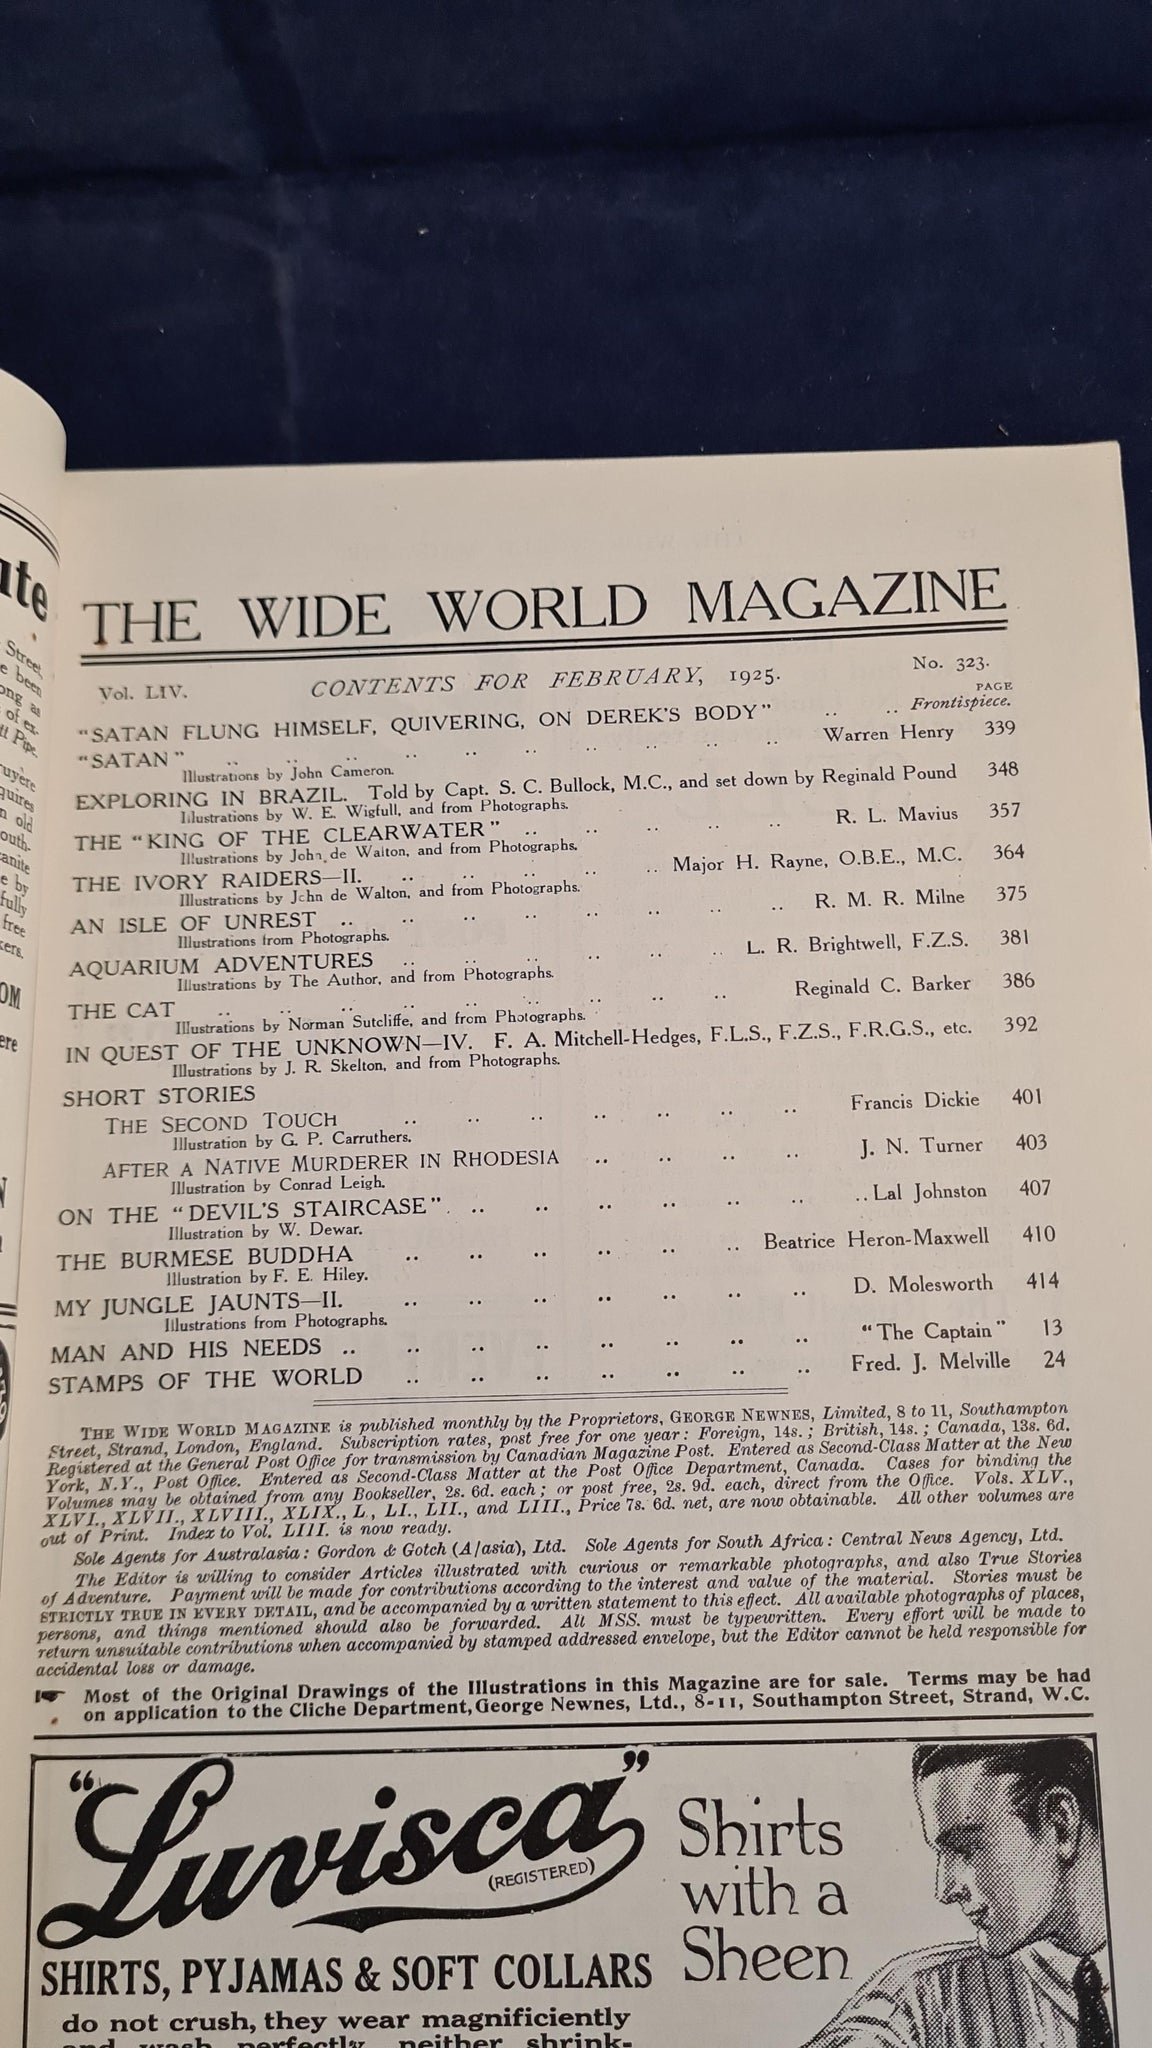 ate
Street,
e been
ong as
of ex-
tt Pipe.
ruyère
quires
n old
outh-
anite
e by
fully
free
kers.
OM
ere
THE WIDE WORLD MAGAZINE
Vol. LIV. CONTENTS FOR FEBRUARY, 1925. No. 323.
PAGE
"SATAN FLUNG HIMSELF, QUIVERING, ON DEREK'S BODY" .. .. Frontispiece.
"SATAN" .. .. .. .. .. .. .. .. .. Warren Henry 339
Illustrations by John Cameron.
EXPLORING IN BRAZIL. Told by Capt. S. C. Bullock, M.C., and set down by Reginald Pound 348
Illustrations by W. E. Wigfull, and from Photographs.
THE "KING OF THE CLEARWATER" .. .. .. .. .. R. L. Mavius 357
Illustrations by John de Walton, and from Photographs.
THE IVORY RAIDERS—II. .. .. .. .. .. Major H. Rayne, O.B.E., M.C. 364
Illustrations by John de Walton, and from Photographs.
AN ISLE OF UNREST .. .. .. .. .. .. .. .. R. M. R. Milne 375
Illustrations from Photographs.
AQUARIUM ADVENTURES .. .. .. .. .. .. L. R. Brightwell, F.Z.S. 381
Illustrations by The Author, and from Photographs.
THE CAT .. .. .. .. .. .. .. .. Reginald C. Barker 386
Illustrations by Norman Sutcliffe, and from Photographs.
IN QUEST OF THE UNKNOWN—IV. F. A. Mitchell-Hedges, F.L.S., F.Z.S., F.R.G.S., etc. 392
Illustrations by J. R. Skelton, and from Photographs.
SHORT STORIES
THE SECOND TOUCH .. .. .. .. .. .. .. Francis Dickie 401
Illustration by G. P. Carruthers.
AFTER A NATIVE MURDERER IN RHODESIA .. .. .. .. J. N. Turner 403
Illustration by Conrad Leigh.
ON THE "DEVIL'S STAIRCASE" .. .. .. .. .. .. .. Lal Johnston 407
Illustration by W. Dewar.
THE BURMESE BUDDHA .. .. .. .. .. .. Beatrice Heron-Maxwell 410
Illustration by F. E. Hiley.
MY JUNGLE JAUNTS—II. .. .. .. .. .. .. .. D. Molesworth 414
Illustrations from Photographs.
MAN AND HIS NEEDS .. .. .. .. .. .. .. .. "The Captain" 13
STAMPS OF THE WORLD .. .. .. .. .. .. .. Fred. J. Melville 24
THE WIDE WORLD MAGAZINE is published monthly by the Proprietors, GEORGE NEWNES, Limited, 8 to 11, Southampton
Street, Strand, London, England. Subscription rates, post free for one year: Foreign, 14s.; British, 14s.; Canada, 13s. 6d.
Registered at the General Post Office for transmission by Canadian Magazine Post. Entered as Second-Class Matter at the New
York, N.Y., Post Office. Entered as Second-Class Matter at the Post Office Department, Canada. Cases for binding the
Volumes may be obtained from any Bookseller, 2s. 6d. each; or post free, 2s. 9d. each, direct from the Office. Vols. XLV.,
XLVI., XLVII., XLVIII., XLIX., L., LI., LII., and LIII., Price 7s. 6d. net, are now obtainable. All other volumes are
out of Print. Index to Vol. LIII. is now ready.
Sole Agents for Australasia: Gordon & Gotch (A/asia), Ltd. Sole Agents for South Africa: Central News Agency, Ltd.
The Editor is willing to consider Articles illustrated with curious or remarkable photographs, and also True Stories
of Adventure. Payment will be made for contributions according to the interest and value of the material. Stories must be
STRICTLY TRUE IN EVERY DETAIL, and be accompanied by a written statement to this effect. All available photographs of places,
persons, and things mentioned should also be forwarded. All MSS. must be typewritten. Every effort will be made to
return unsuitable contributions when accompanied by stamped addressed envelope, but the Editor cannot be held responsible for
accidental loss or damage.
Most of the Original Drawings of the Illustrations in this Magazine are for sale. Terms may be had
on application to the Cliche Department, George Newnes, Ltd., 8-11, Southampton Street, Strand, W.C.
"Luvisca"
(REGISTERED)
Shirts
with a
Sheen
SHIRTS, PYJAMAS & SOFT COLLARS
do not crush, they wear magnificiently
and wash perfectly, neither shrink-